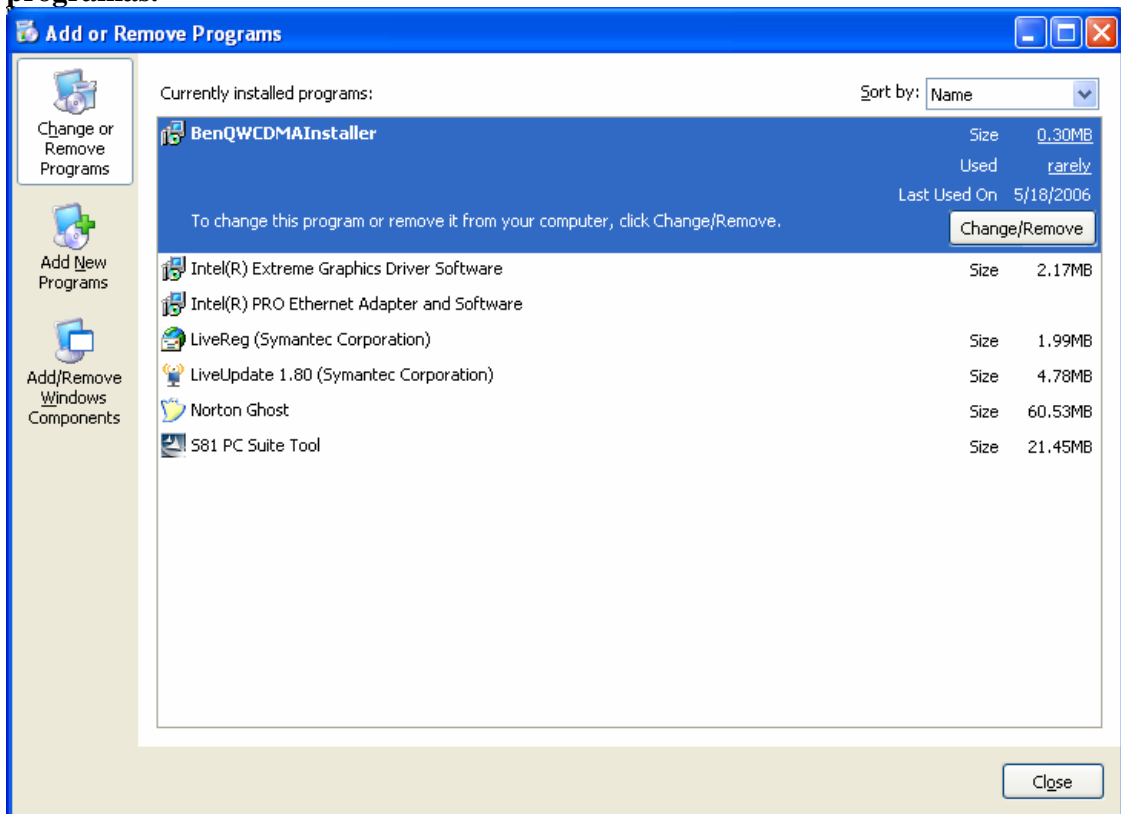 programas.
Add or Remove Programs
Change or
Remove
Programs
Add New
Programs
Add/Remove
Windows
Components
Currently installed programs:
Sort by: Name
BenQWCDMAInstaller Size 0.30MB
Used rarely
Last Used On 5/18/2006
To change this program or remove it from your computer, click Change/Remove. Change/Remove
Intel(R) Extreme Graphics Driver Software Size 2.17MB
Intel(R) PRO Ethernet Adapter and Software
LiveReg (Symantec Corporation) Size 1.99MB
LiveUpdate 1.80 (Symantec Corporation) Size 4.78MB
Norton Ghost Size 60.53MB
S81 PC Suite Tool Size 21.45MB
Close